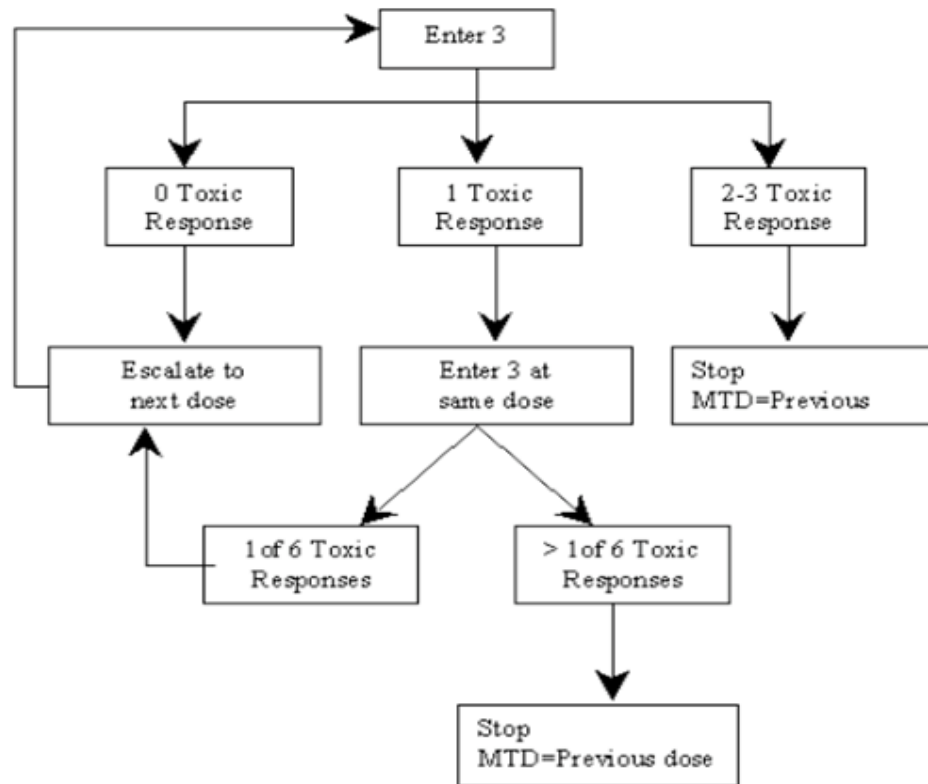 Enter 3
0 Toxic
Response
1 Toxic
Response
2-3 Toxic
Response
Escalate to
next dose
Enter 3 at
same dose
Stop
MTD=Previous
1of 6 Toxic
Responses
> 1of 6 Toxic
Responses
Stop
MTD=Previous dose